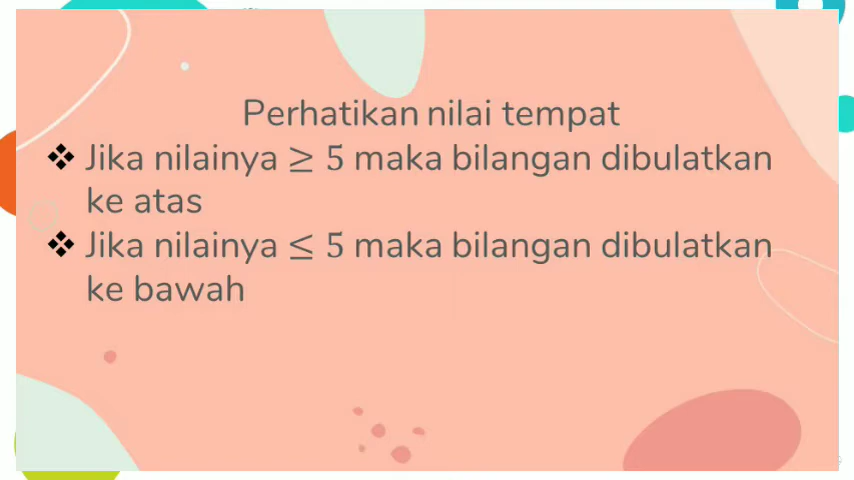 Perhatikan nilai tempat
❖ Jika nilainya ≥ 5 maka bilangan dibulatkan
ke atas
❖ Jika nilainya ≤ 5 maka bilangan dibulatkan
ke bawah